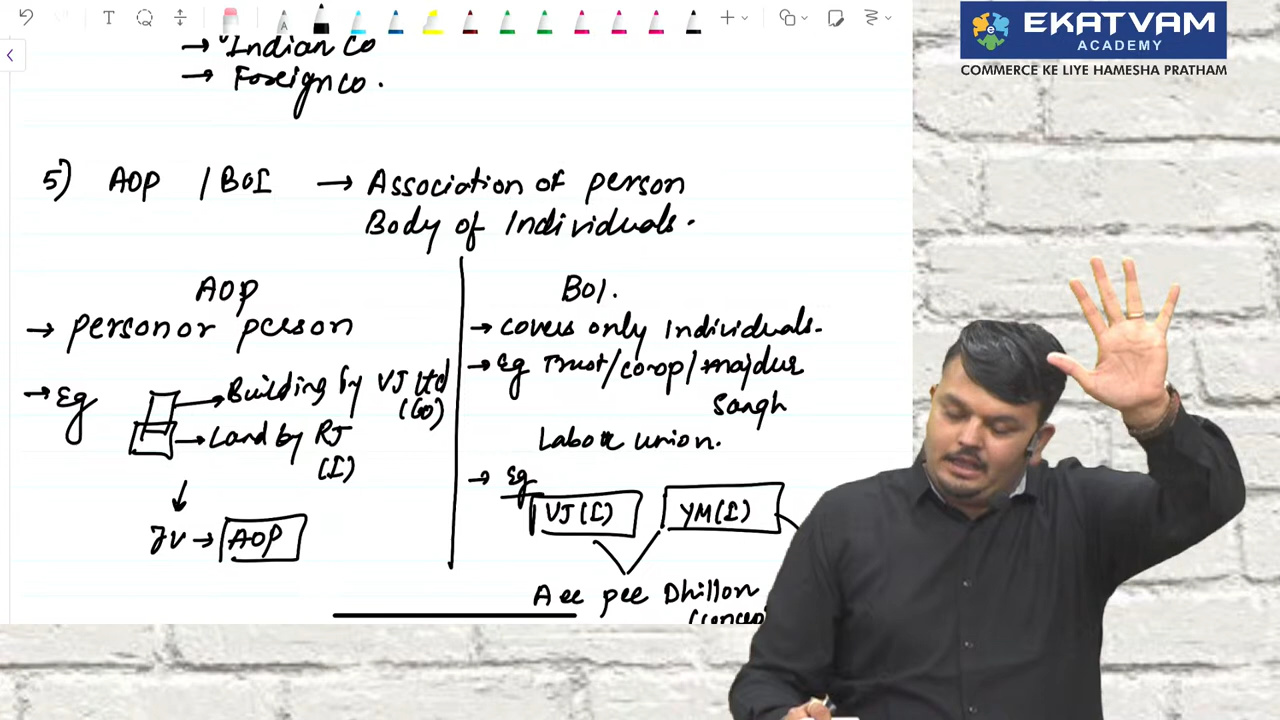 EKATVAM
ACADEMY
COMMERCE KE LIYE HAMESHA PRATHAM
→ Indian Co
→ Foreign co.
5) AOP / BOI → Association of person
Body of Individuals.
AOP
→ person or person
→ Eg
Building by VJ Ltd
(Co)
Land by RJ
(I)
JV → AOP
BOI.
→ covers only Individuals.
→ Eg Trust/corop/majdur
Sangh
Labour union.
→ Eg
VJ (I) YM (I)
Aee pee Dhillon